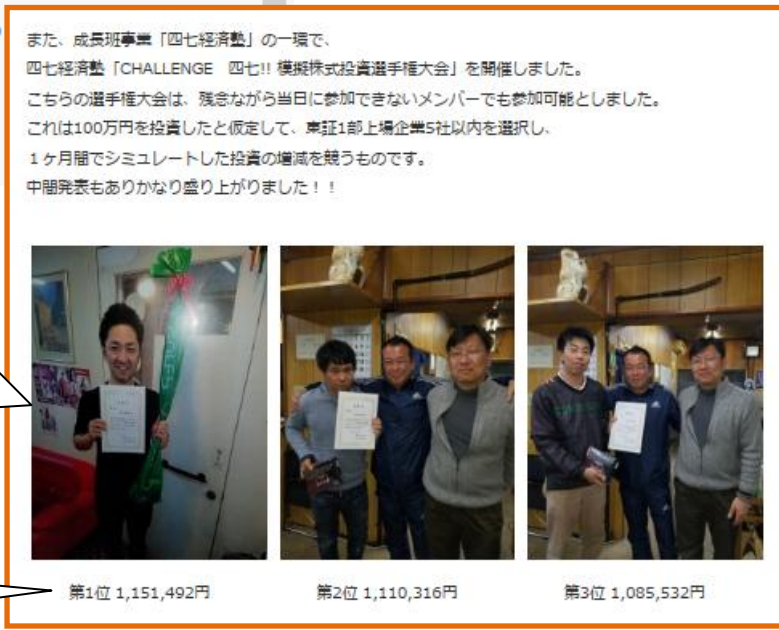 また、成長班事業「四七経済塾」の一環で、
四七経済塾「CHALLENGE 四七!! 模擬株式投資選手権大会」を開催しました。
こちらの選手権大会は、残念ながら当日に参加できないメンバーでも参加可能としました。
これは100万円を投資したと仮定して、東証1部上場企業5社以内を選択し、
１ヶ月間でシミュレートした投資の増減を競うものです。
中間発表もありかなり盛り上がりました！！
第1位 1,151,492円
第2位 1,110,316円
第3位 1,085,532円